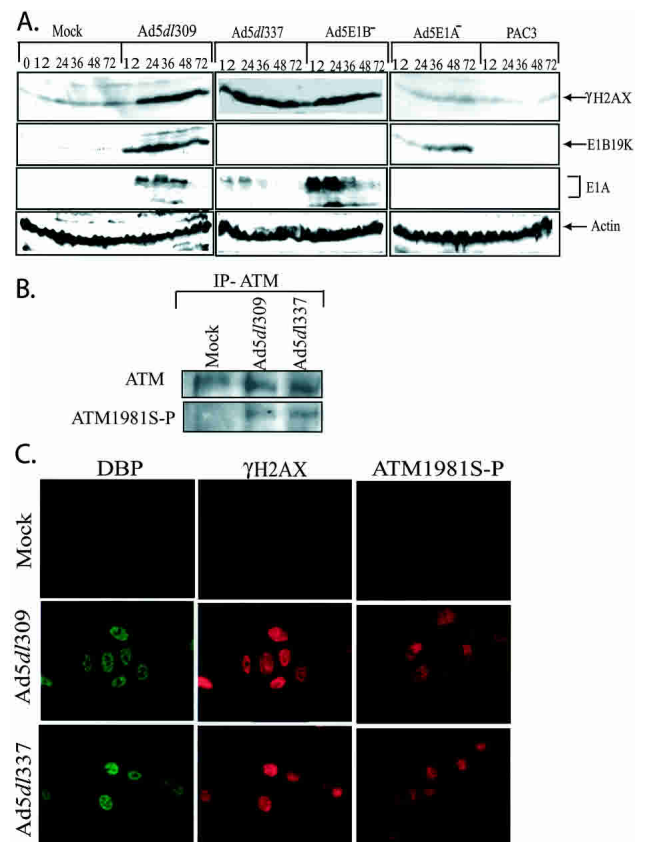 A.
Mock Ad5dl309 Ad5dl337 Ad5E1B⁻ Ad5E1A⁻ PAC3
0 12 24 36 48 72 12 24 36 48 72 12 24 36 48 72 12 24 36 48 72 12 24 36 48 72 12 24 36 48 72
γH2AX
E1B19K
E1A
Actin
B.
IP- ATM
Mock Ad5dl309 Ad5dl337
ATM
ATM1981S-P
C.
DBP γH2AX ATM1981S-P
Mock
Ad5dl309
Ad5dl337